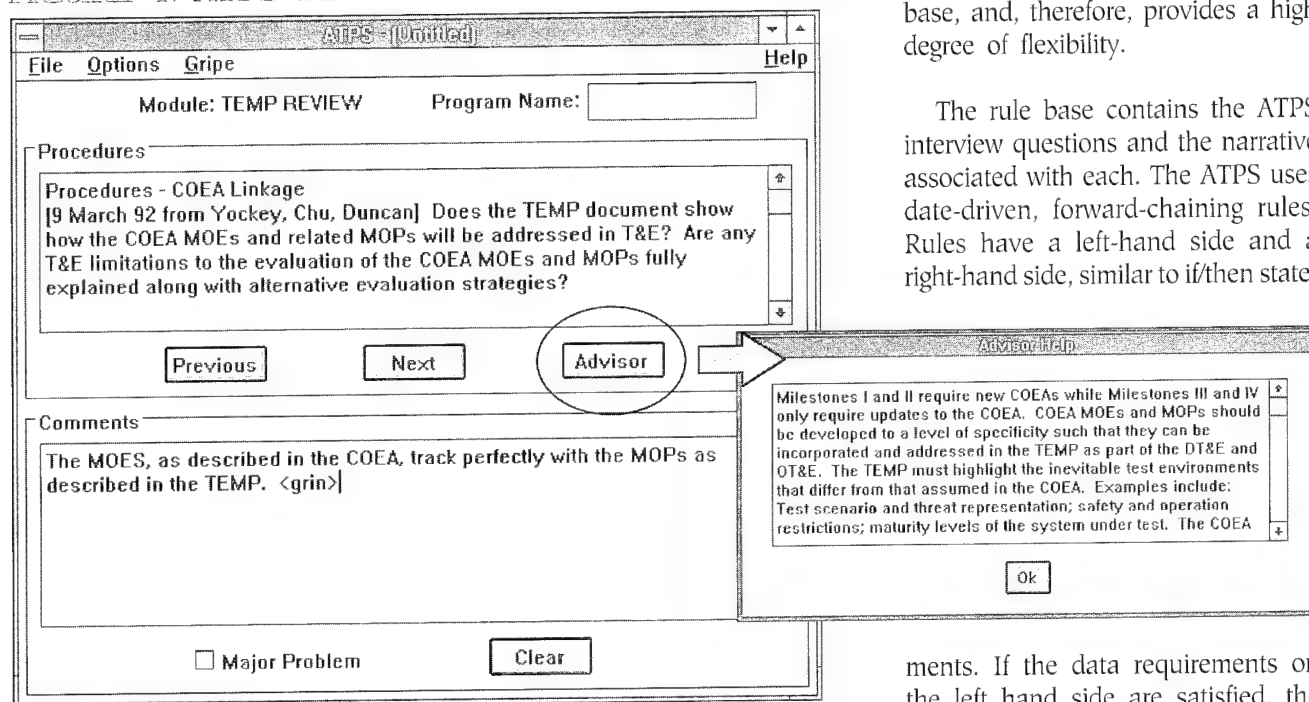 ATPS - [Untitled]
File Options Gripe Help
Module: TEMP REVIEW Program Name:
Procedures
Procedures - COEA Linkage
[9 March 92 from Yockey, Chu, Duncan] Does the TEMP document show
how the COEA MOEs and related MOPs will be addressed in T&E? Are any
T&E limitations to the evaluation of the COEA MOEs and MOPs fully
explained along with alternative evaluation strategies?
Previous Next Advisor
Comments
The MOES, as described in the COEA, track perfectly with the MOPs as
described in the TEMP. <grin>
Major Problem Clear
Advisor Help
Milestones I and II require new COEAs while Milestones III and IV
only require updates to the COEA. COEA MOEs and MOPs should
be developed to a level of specificity such that they can be
incorporated and addressed in the TEMP as part of the DT&E and
OT&E. The TEMP must highlight the inevitable test environments
that differ from that assumed in the COEA. Examples include:
Test scenario and threat representation; safety and operation
restrictions; maturity levels of the system under test. The COEA
Ok
base, and, therefore, provides a high
degree of flexibility.
The rule base contains the ATPS
interview questions and the narrative
associated with each. The ATPS use
date-driven, forward-chaining rules
Rules have a left-hand side and a
right-hand side, similar to if/then state
ments. If the data requirements or
the left hand side are satisfied, th